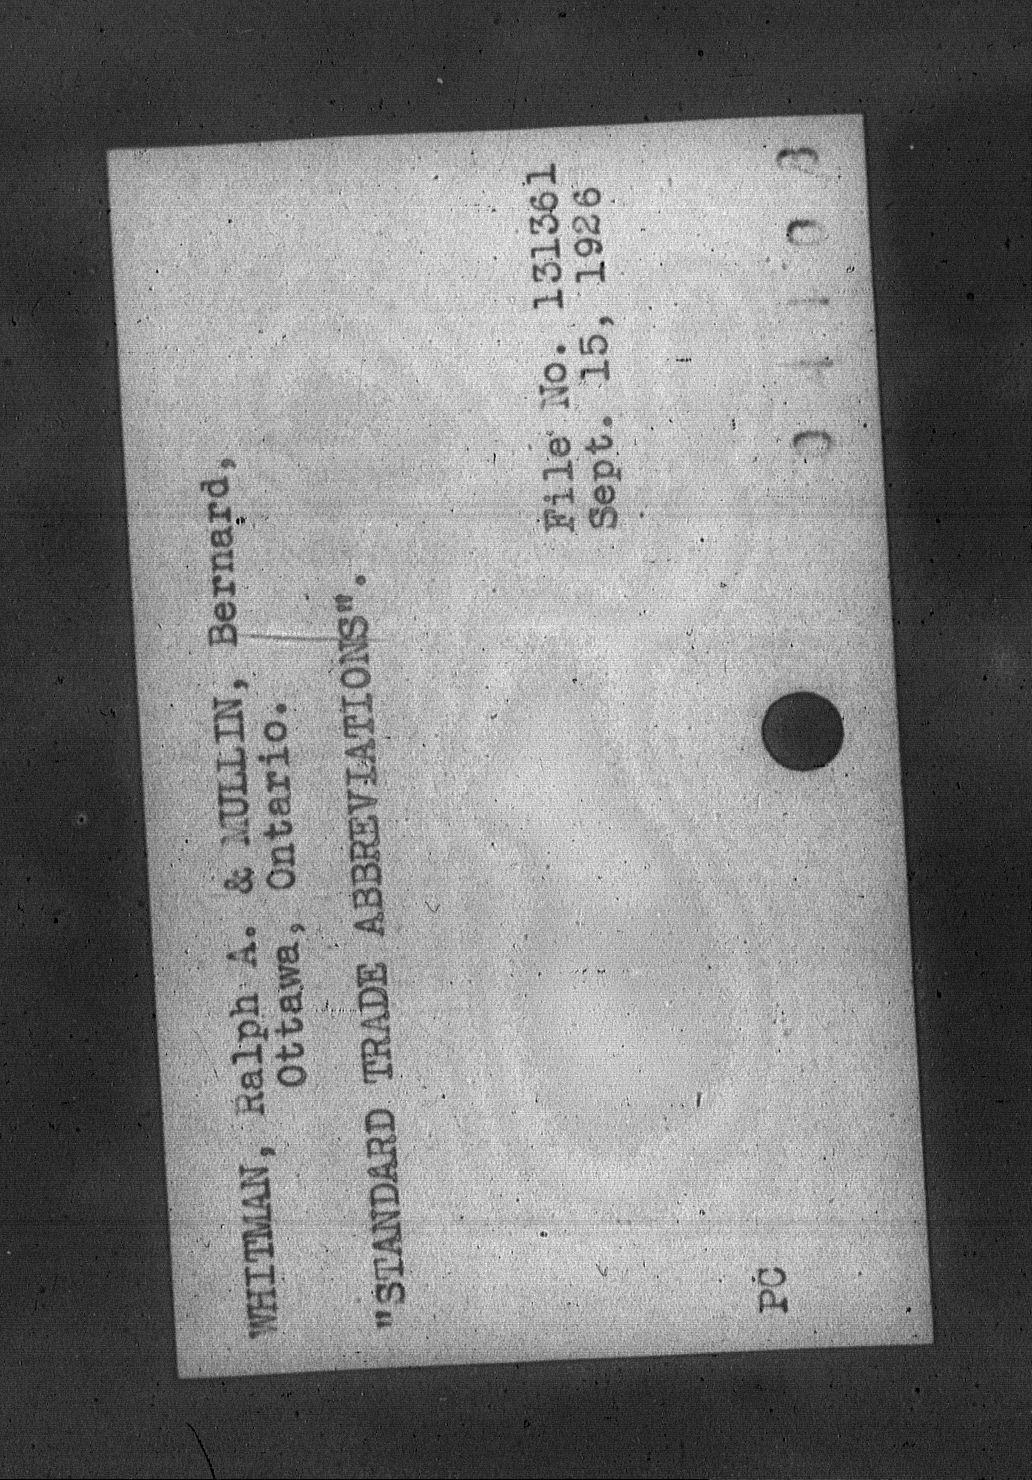 WHITMAN, Ralph A. & MULLIN, Bernard,
Ottawa, Ontario.
"STANDARD TRADE ABBREVIATIONS".
File No. 131361
Sept. 15, 1926
PC